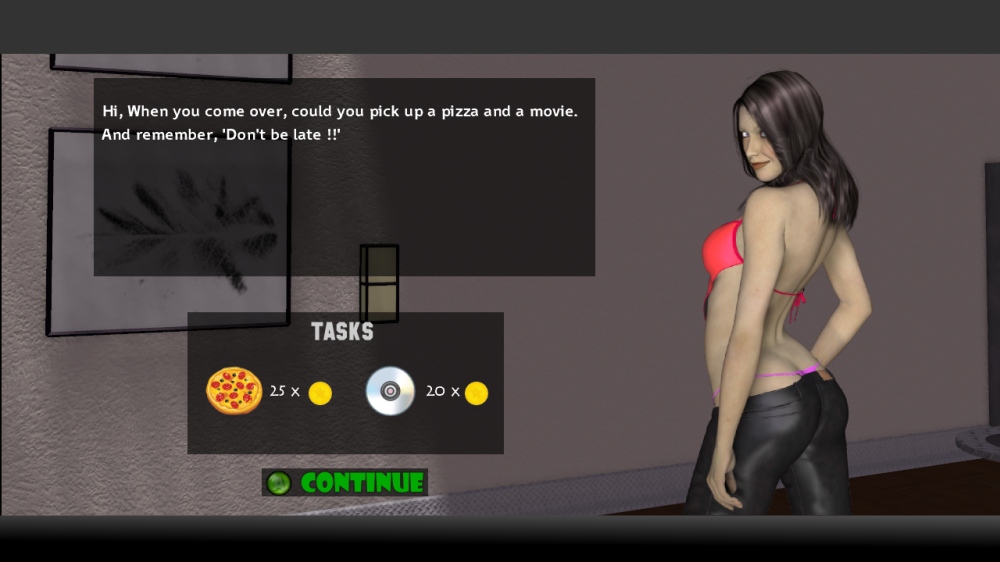 Hi, When you come over, could you pick up a pizza and a movie.
And remember, 'Don't be late !!'
TASKS
25 x
20 x
CONTINUE